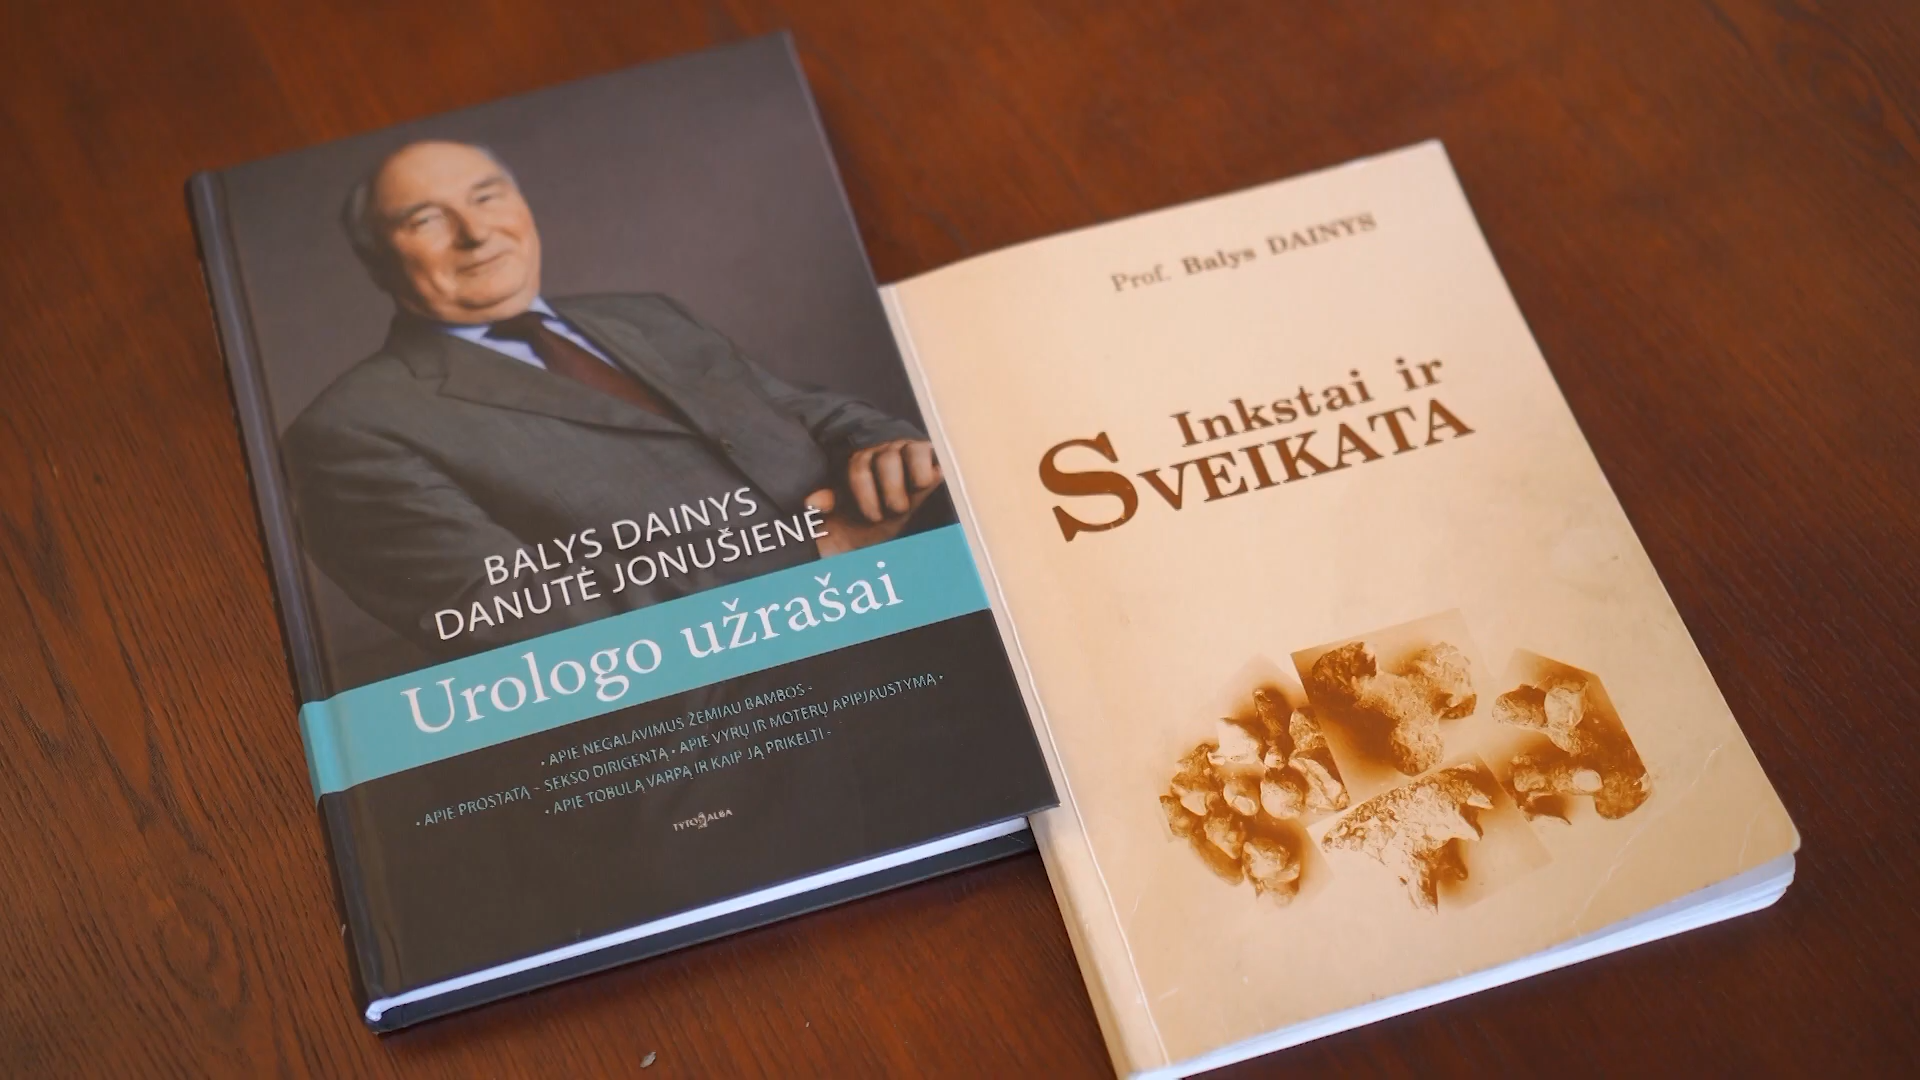 BALYS DAINYS
DANUTĖ JONUŠIENĖ
Urologo užrašai
• APIE NEGALAVIMUS ŽEMIAU BAMBOS •
• APIE PROSTATĄ – SEKSO DIRIGENTĄ • APIE VYRŲ IR MOTERŲ APIPJAUSTYMĄ •
• APIE TOBULĄ VARPĄ IR KAIP JĄ PRIKELTI •
TYTO ALBA
Prof. Balys DAINYS
Inkstai ir
SVEIKATA